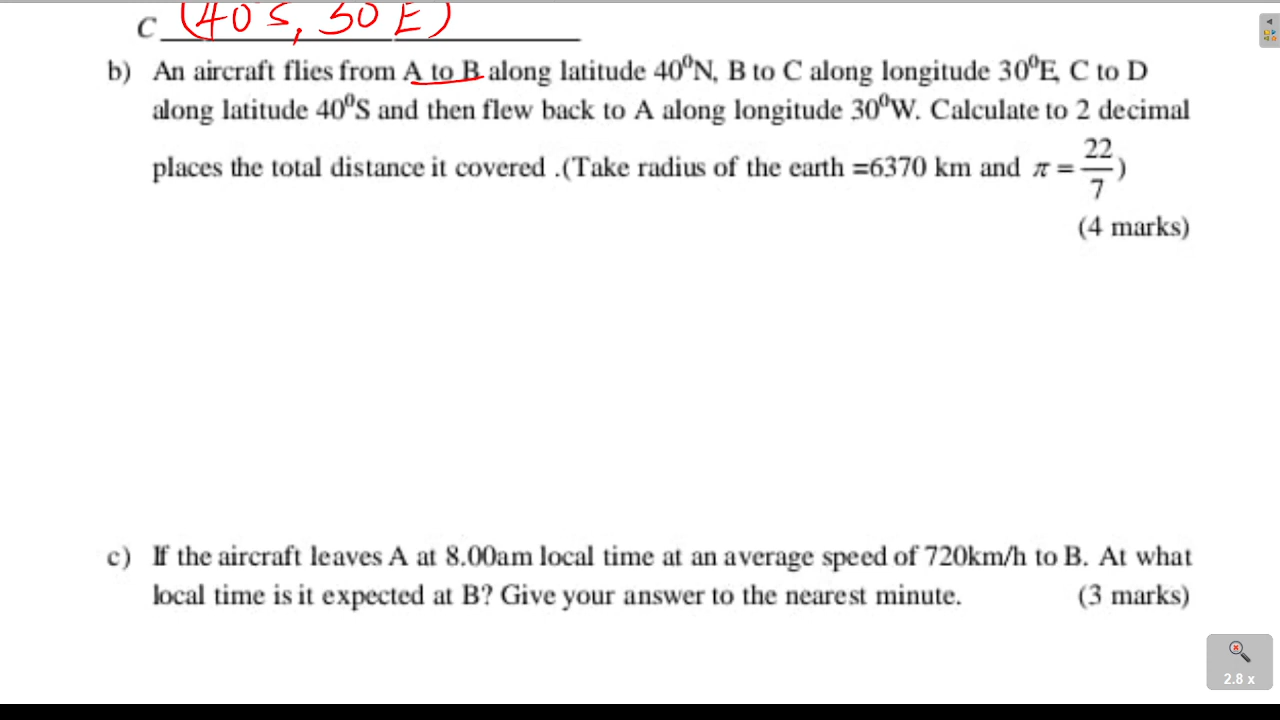 C (40°S, 30 E)
b) An aircraft flies from A to B along latitude 40⁰N, B to C along longitude 30⁰E, C to D
along latitude 40⁰S and then flew back to A along longitude 30⁰W. Calculate to 2 decimal
places the total distance it covered .(Take radius of the earth =6370 km and π = 22/7)
(4 marks)
c) If the aircraft leaves A at 8.00am local time at an average speed of 720km/h to B. At what
local time is it expected at B? Give your answer to the nearest minute. (3 marks)
2.8 x